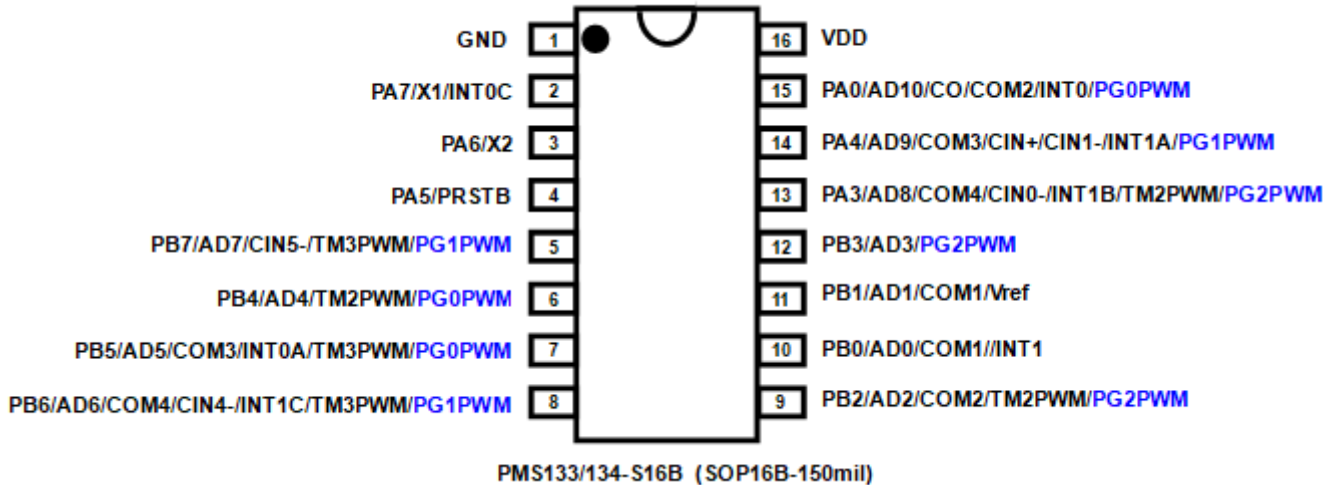 GND 1 16 VDD
PA7/X1/INT0C 2 15 PA0/AD10/CO/COM2/INT0/PG0PWM
PA6/X2 3 14 PA4/AD9/COM3/CIN+/CIN1-/INT1A/PG1PWM
PA5/PRSTB 4 13 PA3/AD8/COM4/CIN0-/INT1B/TM2PWM/PG2PWM
PB7/AD7/CIN5-/TM3PWM/PG1PWM 5 12 PB3/AD3/PG2PWM
PB4/AD4/TM2PWM/PG0PWM 6 11 PB1/AD1/COM1/Vref
PB5/AD5/COM3/INT0A/TM3PWM/PG0PWM 7 10 PB0/AD0/COM1//INT1
PB6/AD6/COM4/CIN4-/INT1C/TM3PWM/PG1PWM 8 9 PB2/AD2/COM2/TM2PWM/PG2PWM
PMS133/134-S16B (SOP16B-150mil)